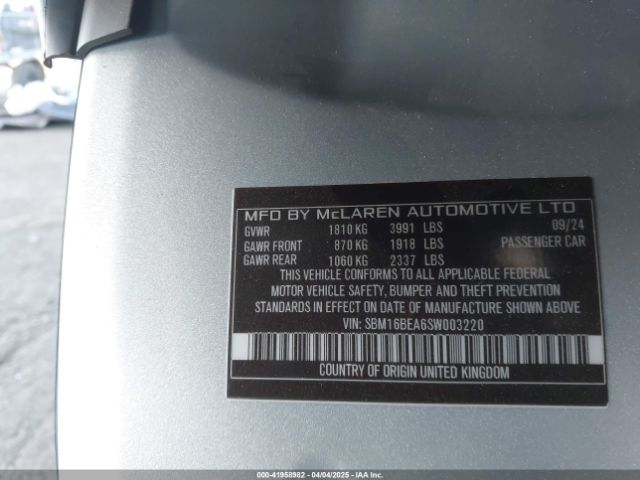 MFD BY McLAREN AUTOMOTIVE LTD
GVWR 1810 KG 3991 LBS 09/24
GAWR FRONT 870 KG 1918 LBS PASSENGER CAR
GAWR REAR 1060 KG 2337 LBS
THIS VEHICLE CONFORMS TO ALL APPLICABLE FEDERAL
MOTOR VEHICLE SAFETY, BUMPER AND THEFT PREVENTION
STANDARDS IN EFFECT ON DATE OF MANUFACTURE SHOWN ABOVE
VIN: SBM16BEA6SW003220
COUNTRY OF ORIGIN UNITED KINGDOM
000-41958982 - 04/04/2025 - IAAI, Inc.